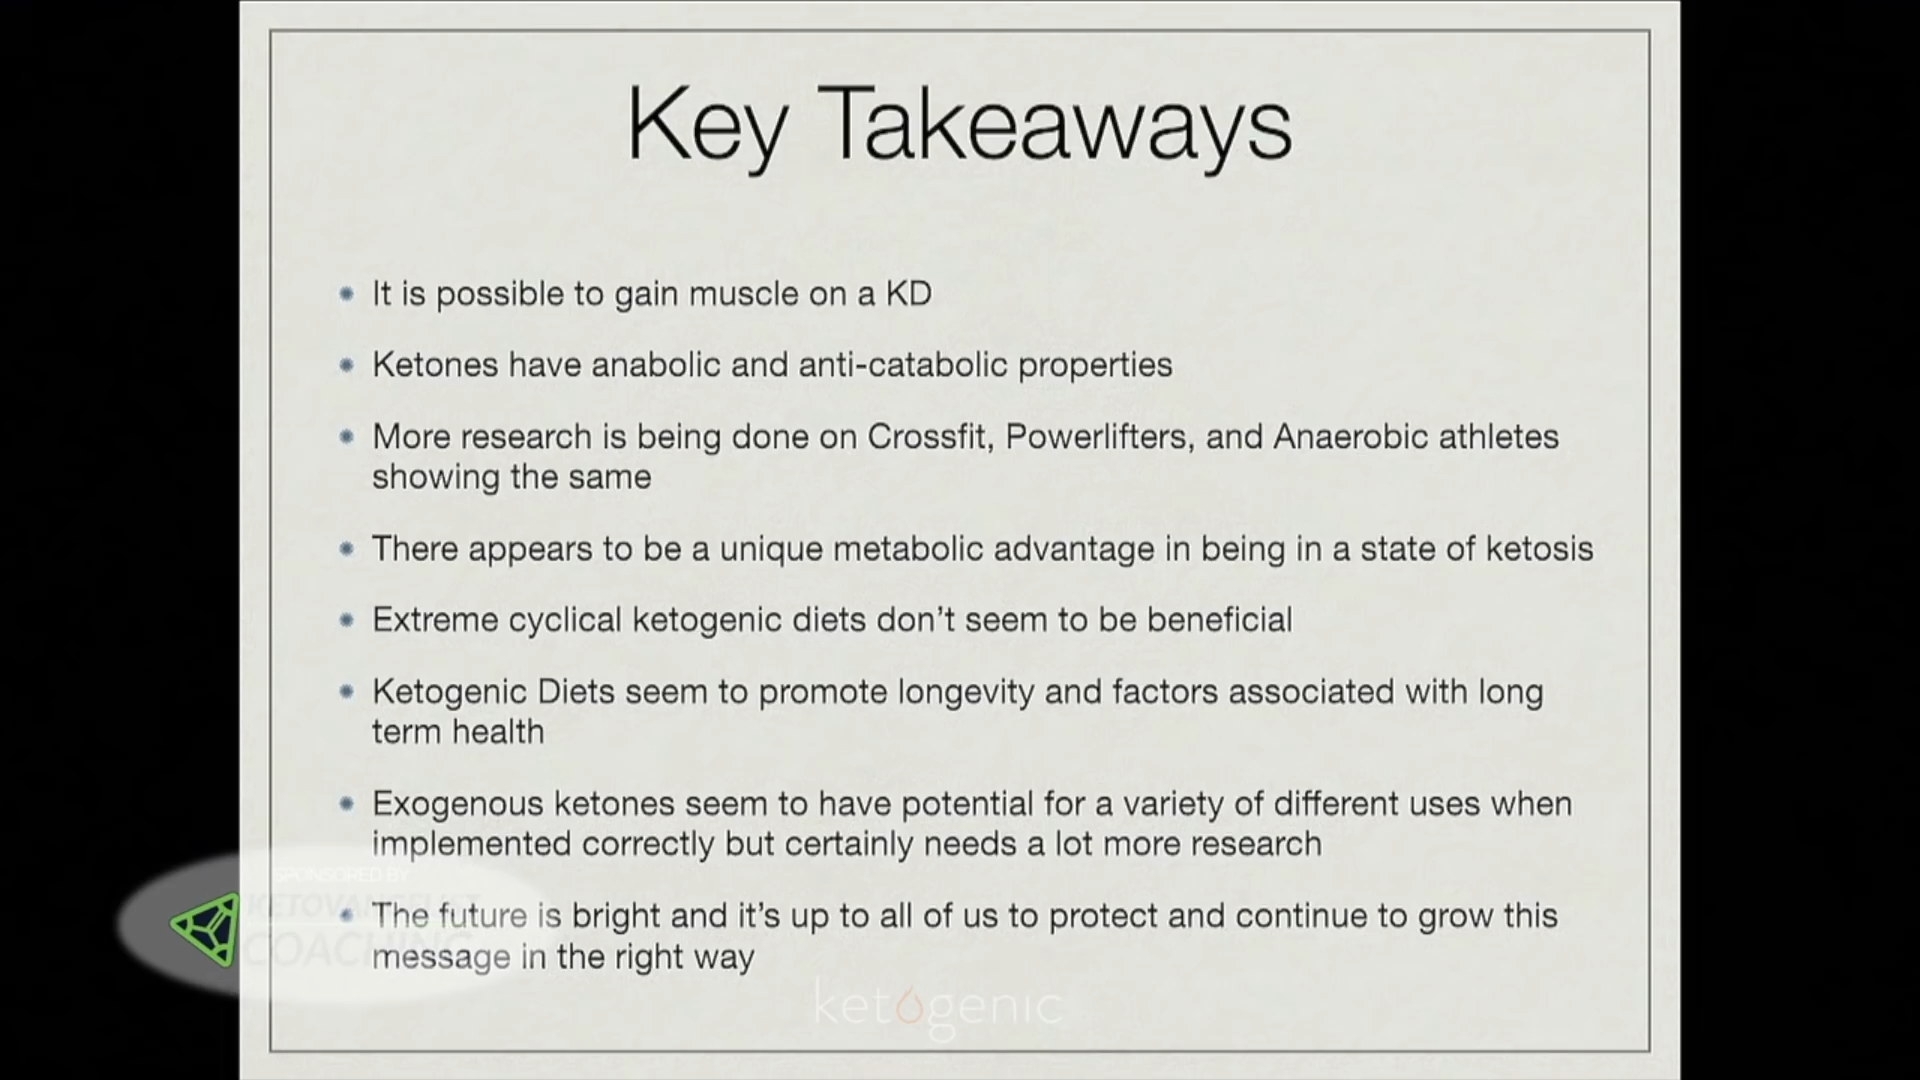 Key Takeaways
It is possible to gain muscle on a KD
Ketones have anabolic and anti-catabolic properties
More research is being done on Crossfit, Powerlifters, and Anaerobic athletes
showing the same
There appears to be a unique metabolic advantage in being in a state of ketosis
Extreme cyclical ketogenic diets don’t seem to be beneficial
Ketogenic Diets seem to promote longevity and factors associated with long
term health
Exogenous ketones seem to have potential for a variety of different uses when
implemented correctly but certainly needs a lot more research
The future is bright and it’s up to all of us to protect and continue to grow this
message in the right way
SPONSORED BY
KETOVANGELIST
COACHING
ketogenic